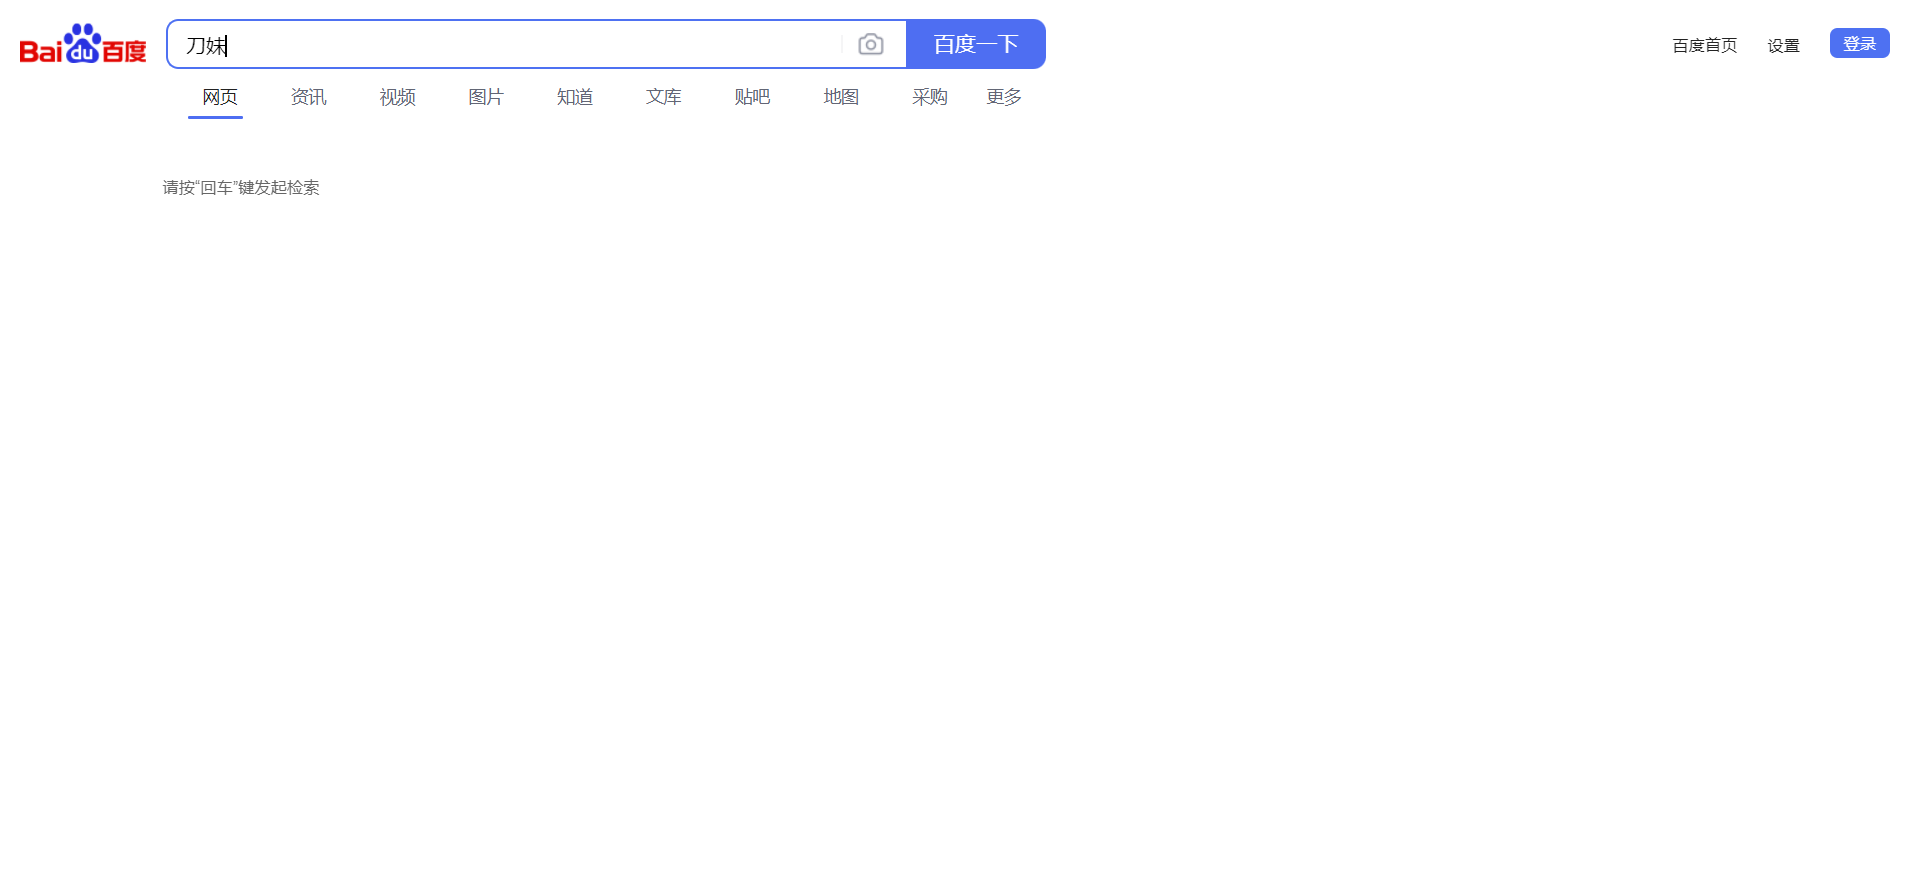 Bai du 百度 刀妹 百度一下 百度首页 设置 登录
网页 资讯 视频 图片 知道 文库 贴吧 地图 采购 更多
请按“回车”键发起检索